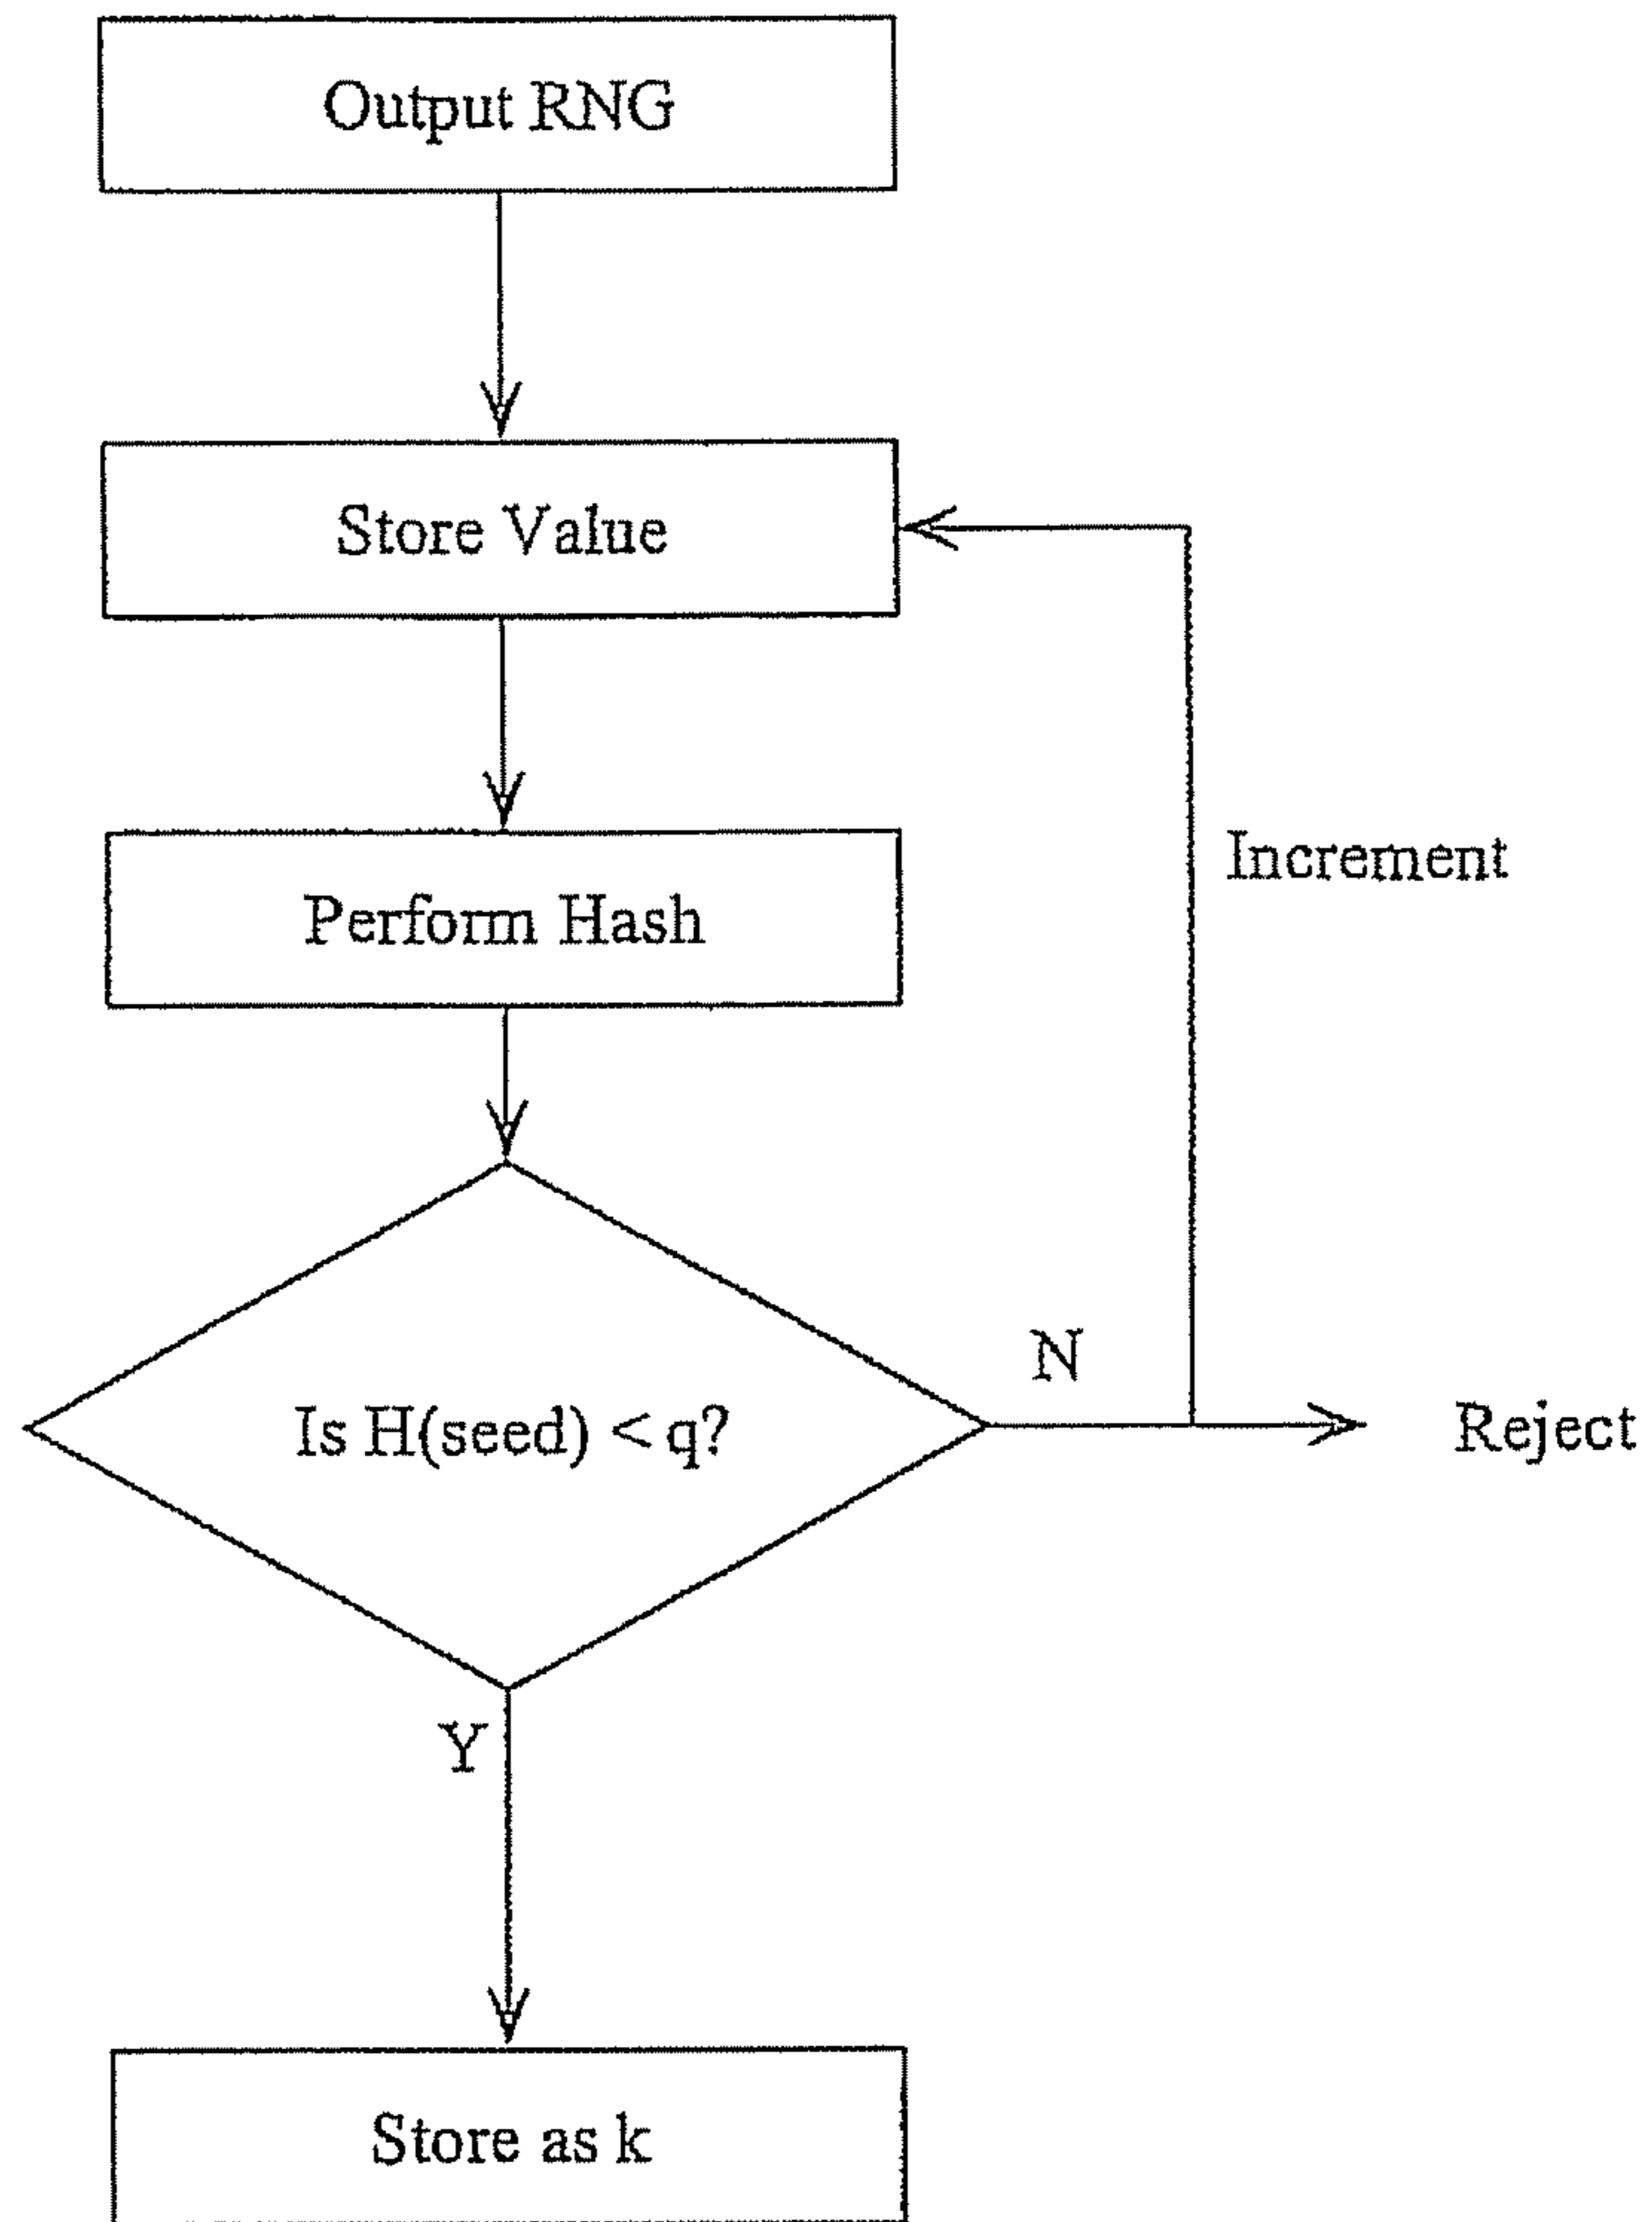 Output RNG
Store Value
Perform Hash
Increment
N
Is H(seed) < q?
Reject
Y
Store as k